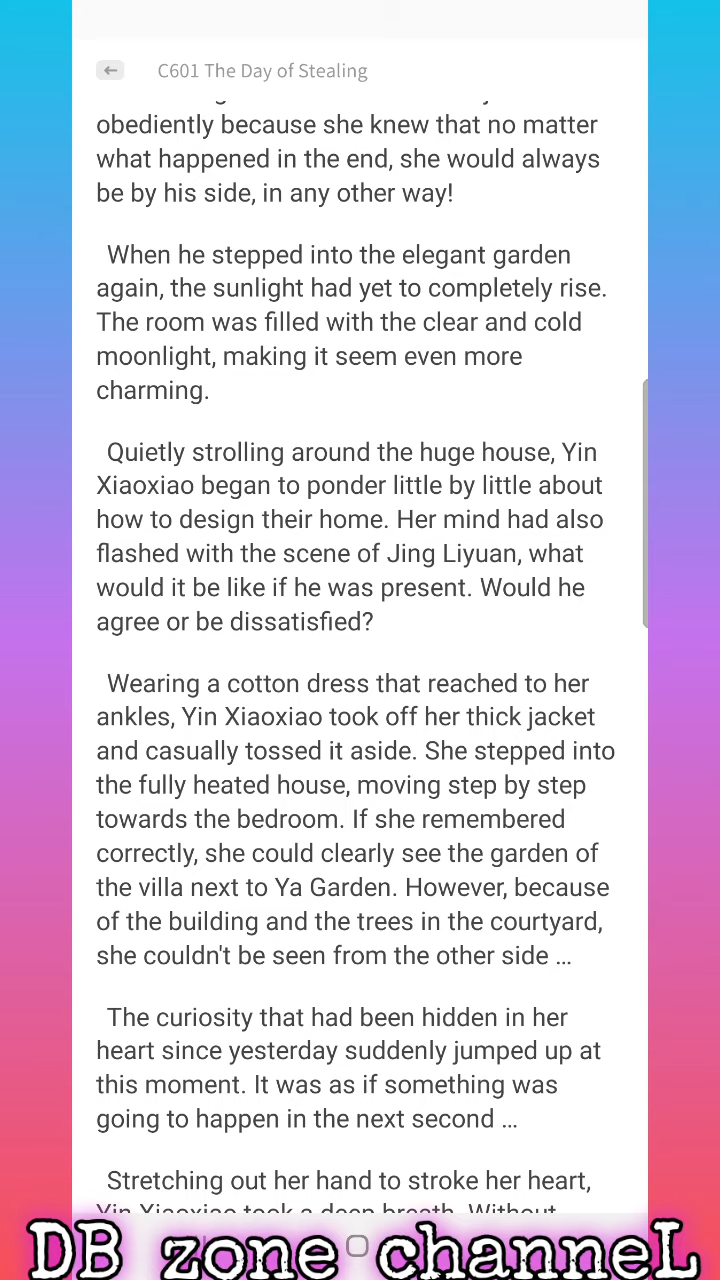 C601 The Day of Stealing
obediently because she knew that no matter
what happened in the end, she would always
be by his side, in any other way!
When he stepped into the elegant garden
again, the sunlight had yet to completely rise.
The room was filled with the clear and cold
moonlight, making it seem even more
charming.
Quietly strolling around the huge house, Yin
Xiaoxiao began to ponder little by little about
how to design their home. Her mind had also
flashed with the scene of Jing Liyuan, what
would it be like if he was present. Would he
agree or be dissatisfied?
Wearing a cotton dress that reached to her
ankles, Yin Xiaoxiao took off her thick jacket
and casually tossed it aside. She stepped into
the fully heated house, moving step by step
towards the bedroom. If she remembered
correctly, she could clearly see the garden of
the villa next to Ya Garden. However, because
of the building and the trees in the courtyard,
she couldn't be seen from the other side ...
The curiosity that had been hidden in her
heart since yesterday suddenly jumped up at
this moment. It was as if something was
going to happen in the next second ...
Stretching out her hand to stroke her heart,
Yin Xiaoxiao took a deep breath. Without
DB zone channeL